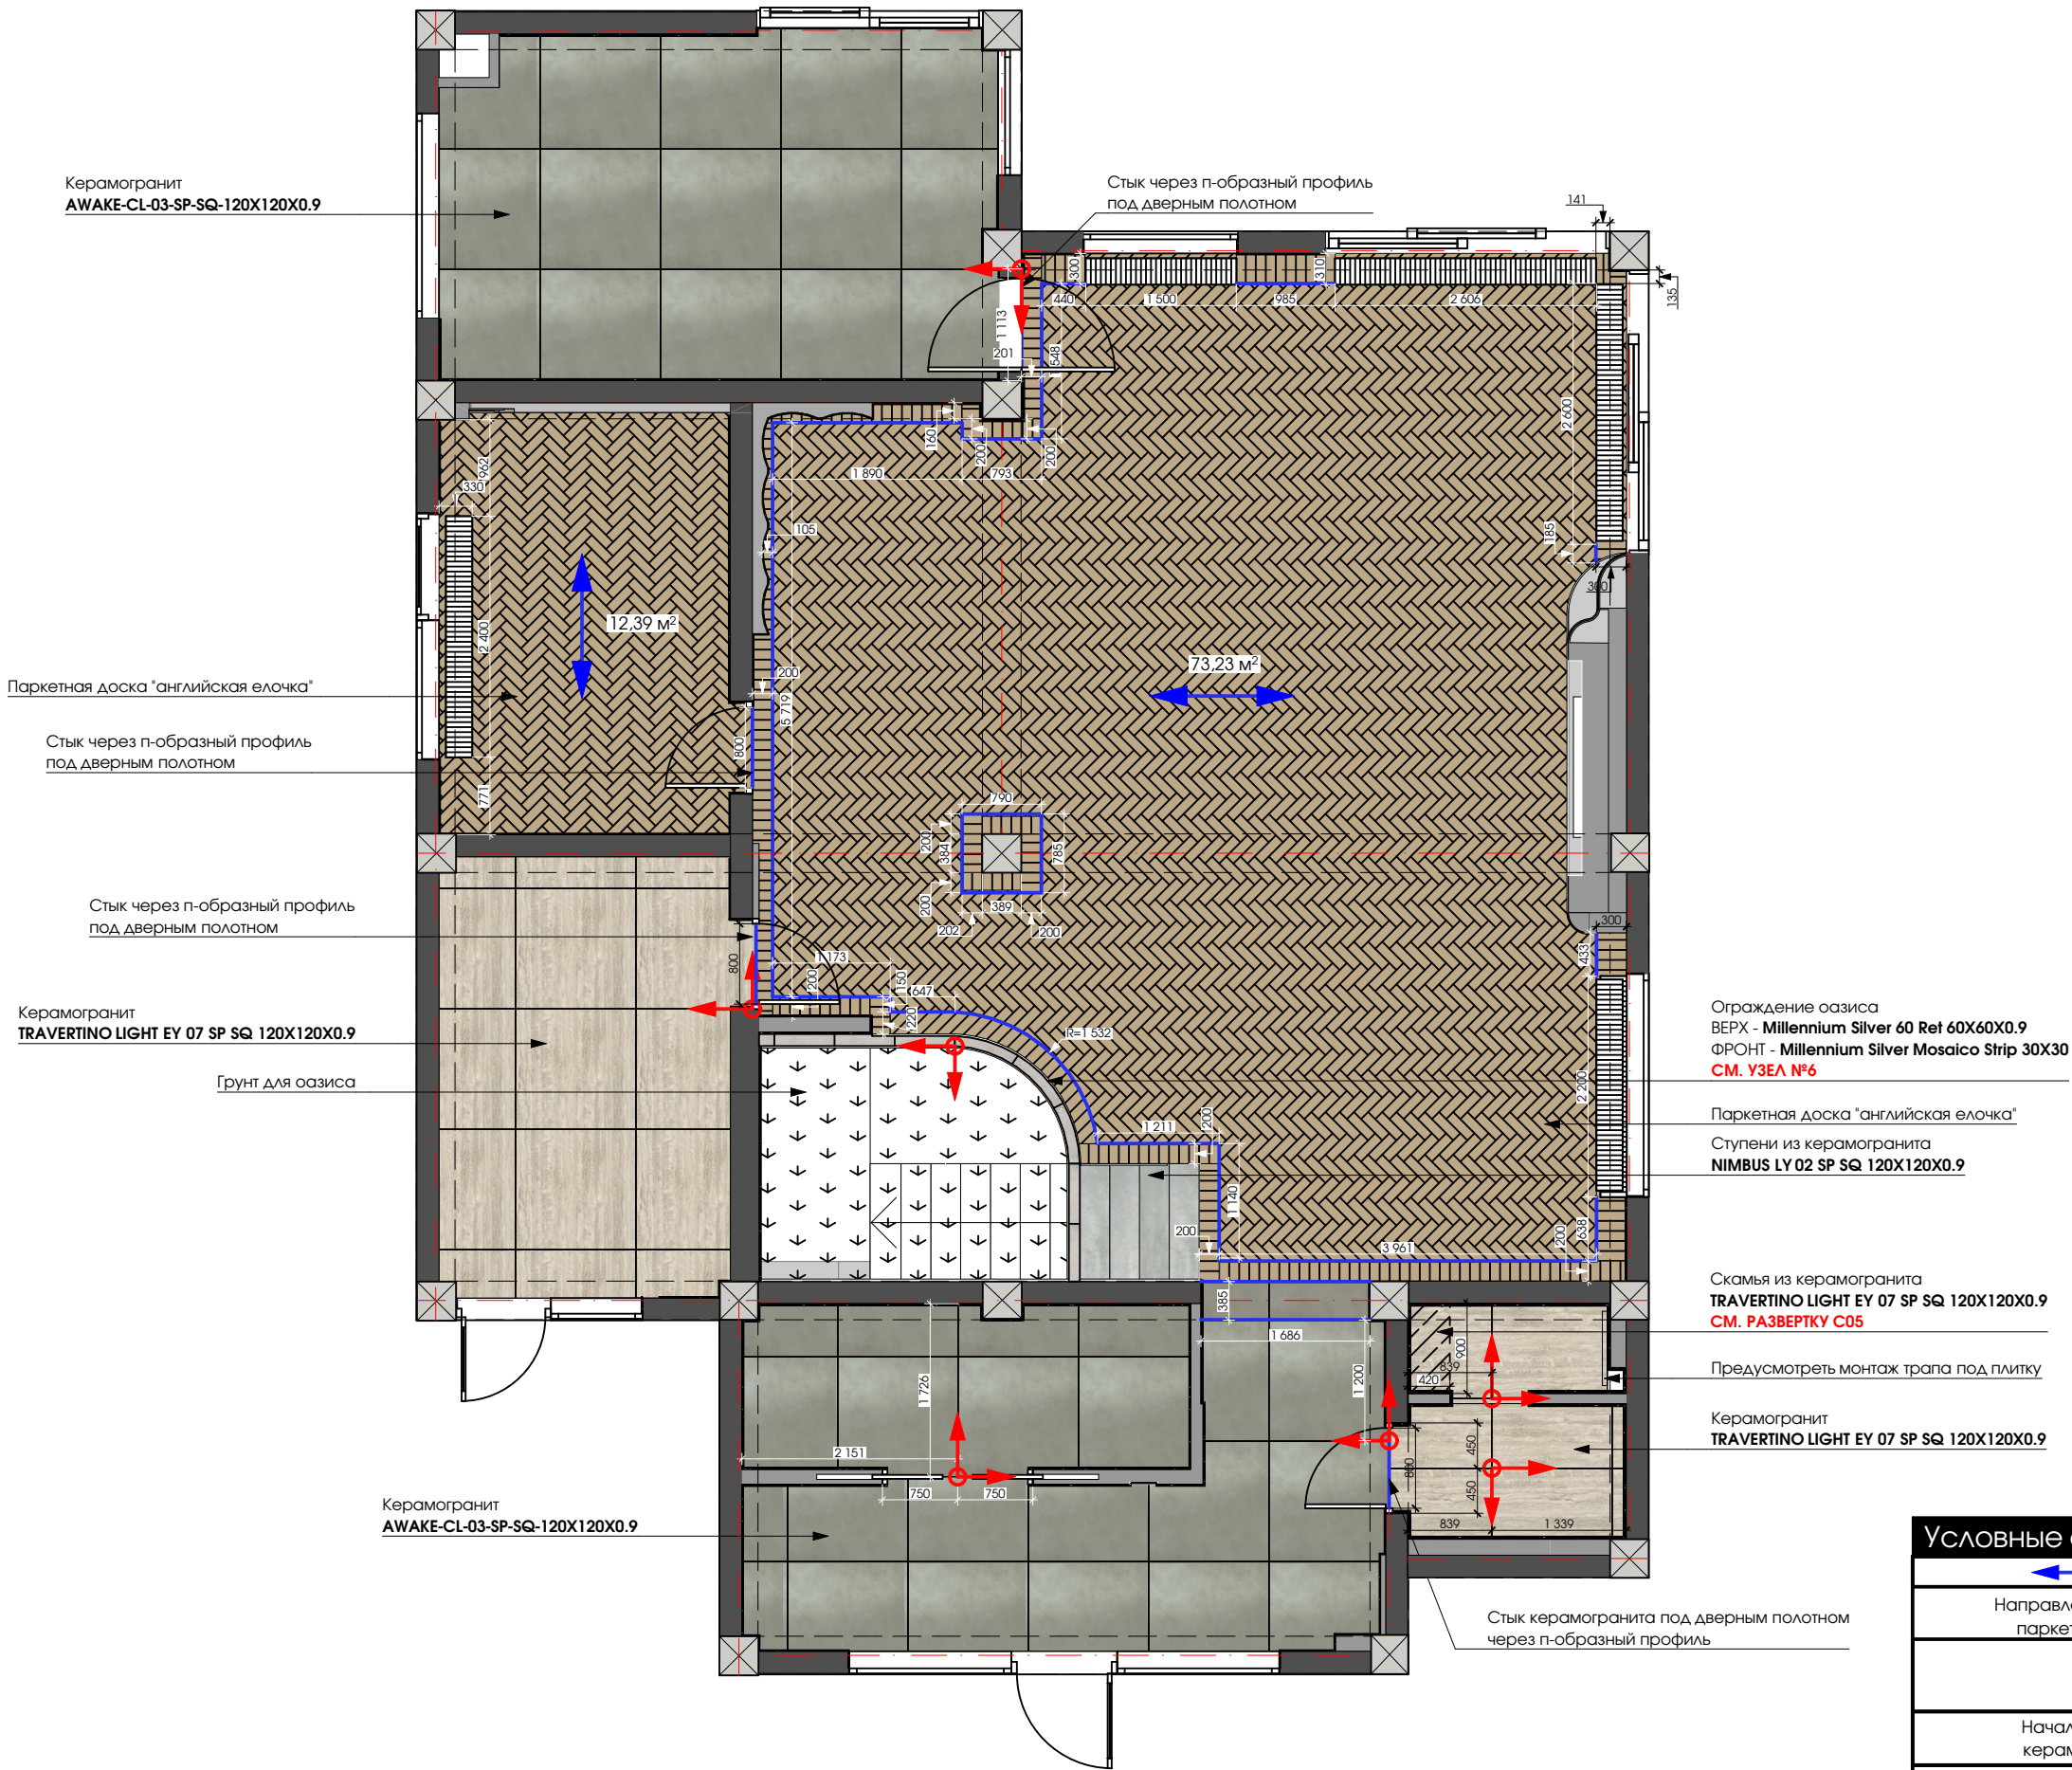 Керамогранит
AWAKE-CL-03-SP-SQ-120X120X0.9
Стык через п-образный профиль
под дверным полотном
141
135
300
310
440
1 500
985
2 606
1 113
201
548
2 600
160
200
200
1 890
793
962
330
105
185
300
2 400
12,39 м²
73,23 м²
Паркетная доска "английская елочка"
200
5 719
Стык через п-образный профиль
под дверным полотном
800
771
790
200
384
785
200
389
202
200
Стык через п-образный профиль
под дверным полотном
800
300
433
1 173
200
150
647
220
R=1 532
Керамогранит
TRAVERTINO LIGHT EY 07 SP SQ 120X120X0.9
Грунт для оазиса
Ограждение оазиса
ВЕРХ - Millennium Silver 60 Ret 60X60X0.9
ФРОНТ - Millennium Silver Mosaico Strip 30X30
СМ. УЗЕЛ №6
2 200
1 211
200
Паркетная доска "английская елочка"
Ступени из керамогранита
NIMBUS LY 02 SP SQ 120X120X0.9
1 140
200
3 961
200
638
Скамья из керамогранита
TRAVERTINO LIGHT EY 07 SP SQ 120X120X0.9
СМ. РАЗВЕРТКУ С05
385
1 686
1 200
900
839
420
Предусмотреть монтаж трапа под плитку
1 726
2 151
750
750
Керамогранит
TRAVERTINO LIGHT EY 07 SP SQ 120X120X0.9
450
450
839
1 339
Керамогранит
AWAKE-CL-03-SP-SQ-120X120X0.9
Стык керамогранита под дверным полотном
через п-образный профиль
Условные
Направл
паркет
Начал
керам